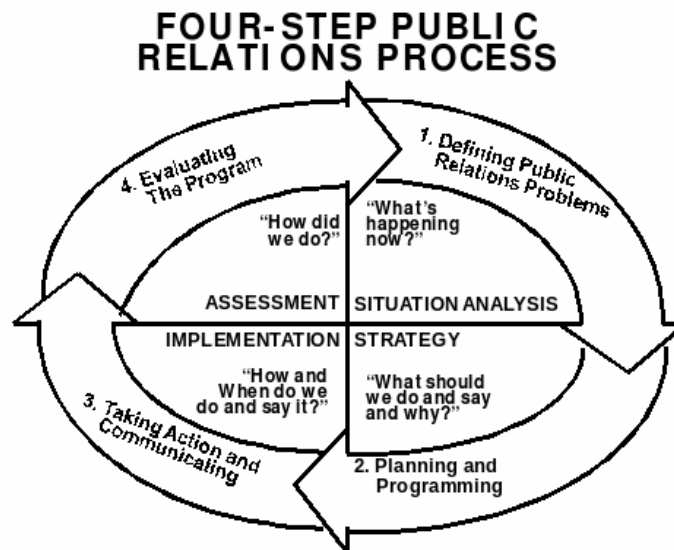 FOUR-STEP PUBLIC
RELATIONS PROCESS
1. Defining Public
Relations Problems
4. Evaluating
The Program
"How did
we do?"
"What's
happening
now?"
ASSESSMENT
SITUATION ANALYSIS
IMPLEMENTATION
STRATEGY
"How and
When do we
do and say it?"
"What should
we do and say
and why?"
3. Taking Action and
Communicating
2. Planning and
Programming